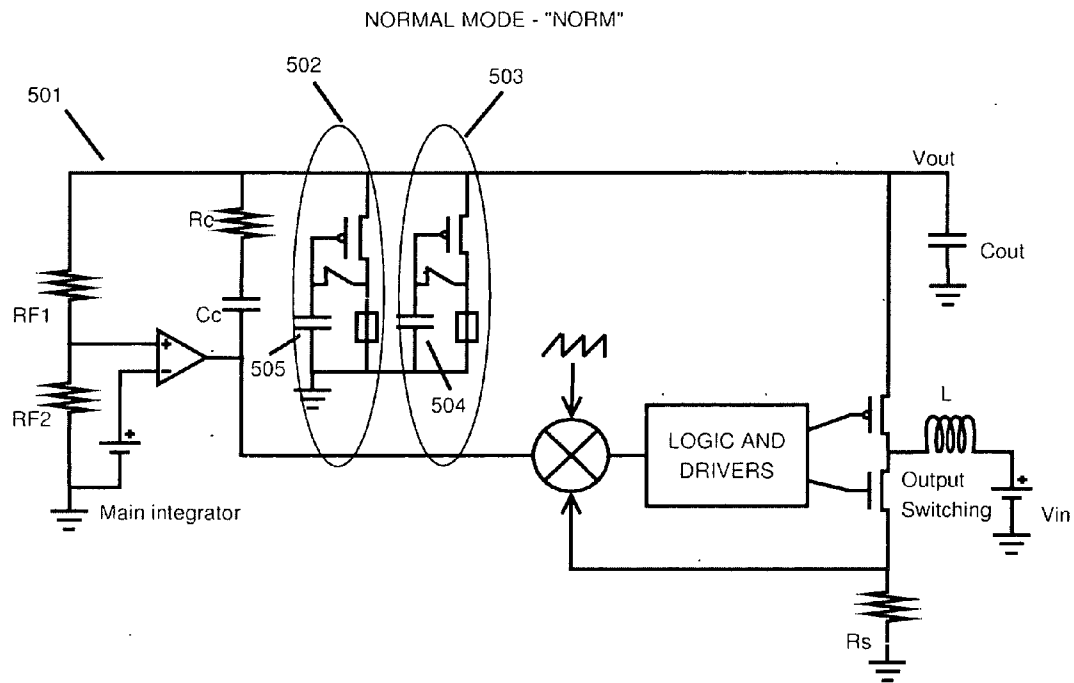 NORMAL MODE - "NORM"
502
503
501
Vout
Rc
Cout
RF1
Cc
505
504
L
RF2
LOGIC AND
DRIVERS
Output
Switching
Vin
Main integrator
Rs